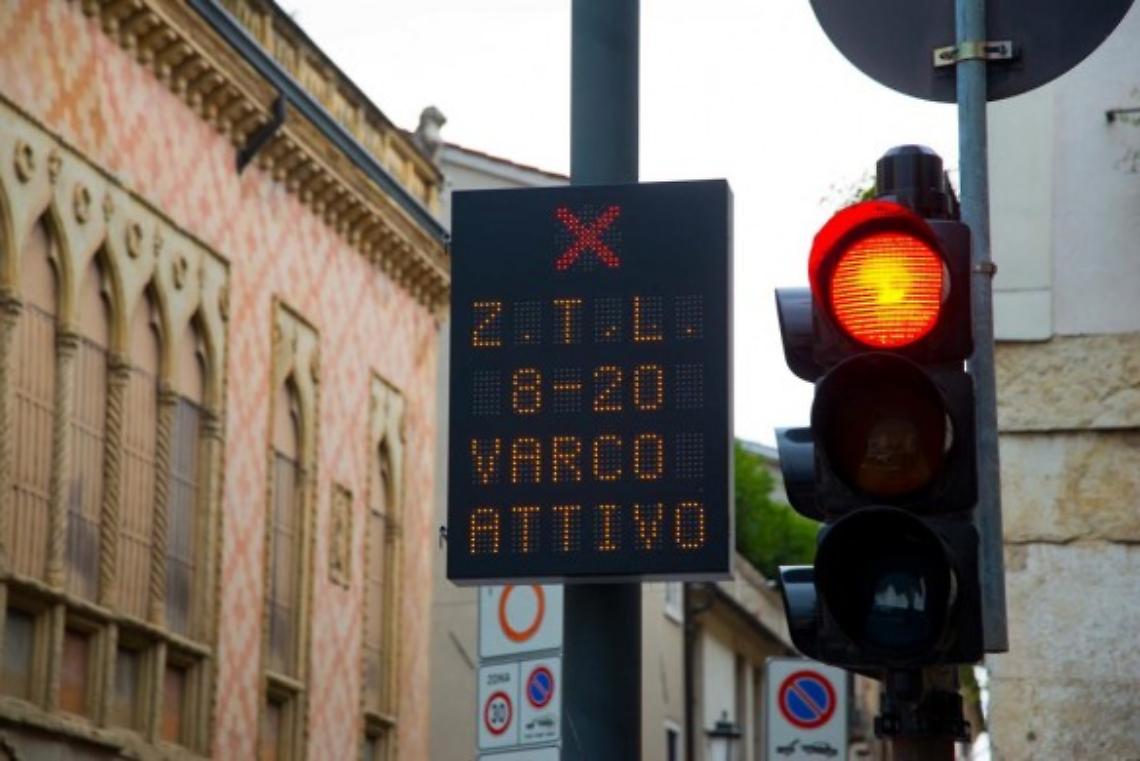 Z.T.L.
8-20
VARCO
ATTIVO
ZONA
30